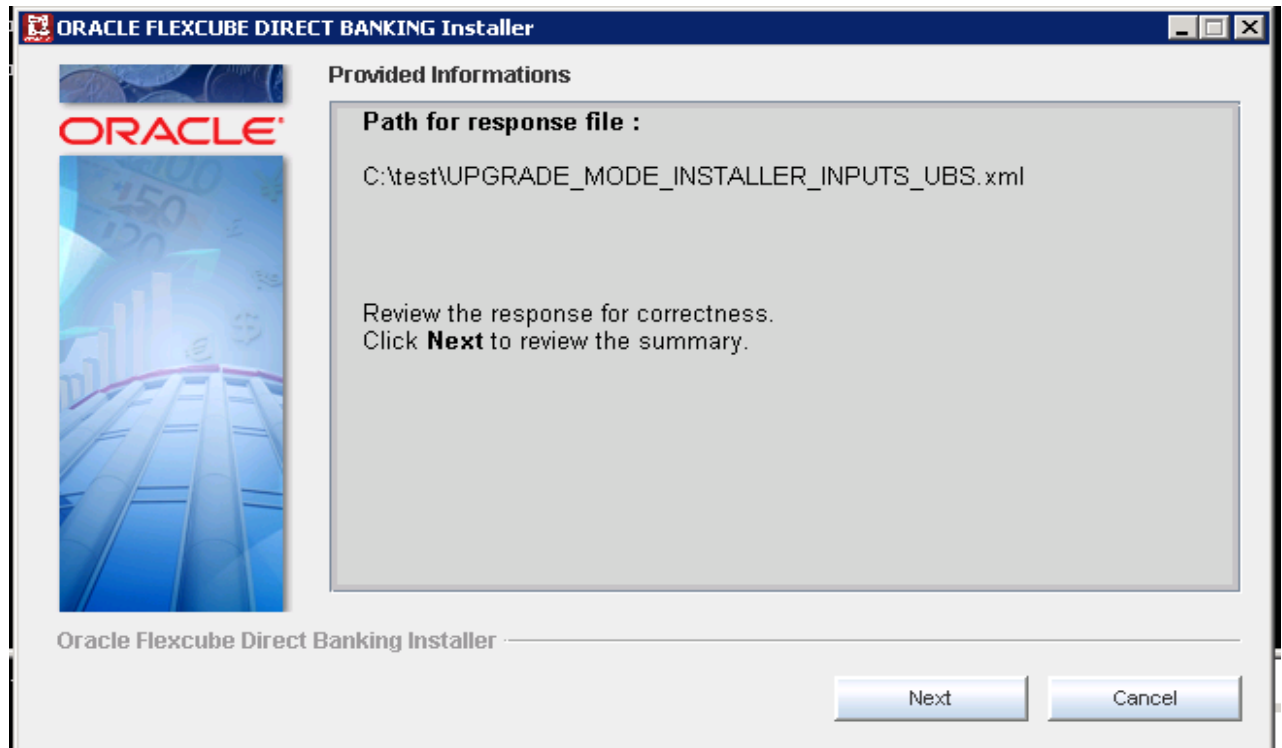 ORACLE FLEXCUBE DIRECT BANKING Installer
Provided Informations
ORACLE
Path for response file :
C:\test\UPGRADE_MODE_INSTALLER_INPUTS_UBS.xml
Review the response for correctness.
Click Next to review the summary.
Oracle Flexcube Direct Banking Installer
Next
Cancel